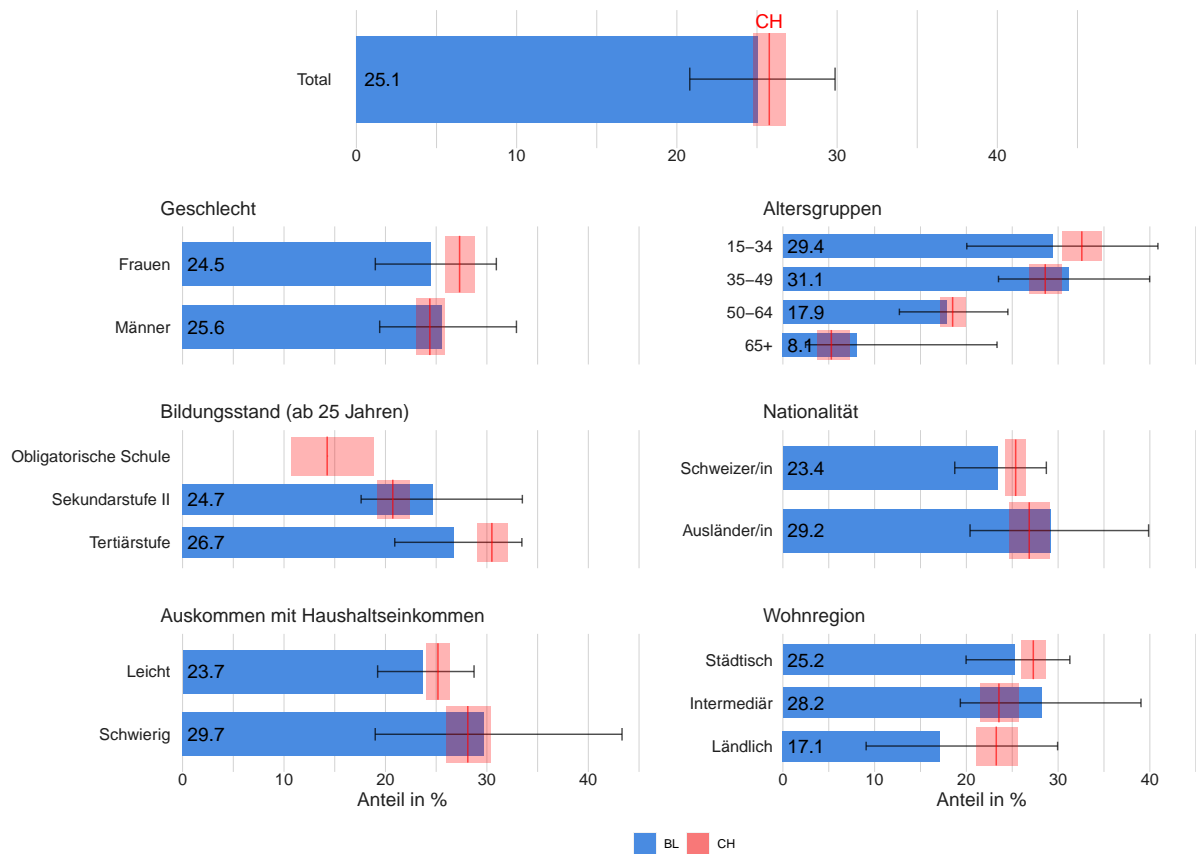 CH
Total
25.1
0 10 20 30 40
Geschlecht
Frauen
24.5
Männer
25.6
Altersgruppen
15–34
29.4
35–49
31.1
50–64
17.9
65+
8.1
Bildungsstand (ab 25 Jahren)
Obligatorische Schule
Sekundarstufe II
24.7
Tertiärstufe
26.7
Nationalität
Schweizer/in
23.4
Ausländer/in
29.2
Auskommen mit Haushaltseinkommen
Leicht
23.7
Schwierig
29.7
0 10 20 30 40
Anteil in %
Wohnregion
Städtisch
25.2
Intermediär
28.2
Ländlich
17.1
0 10 20 30 40
Anteil in %
BL CH